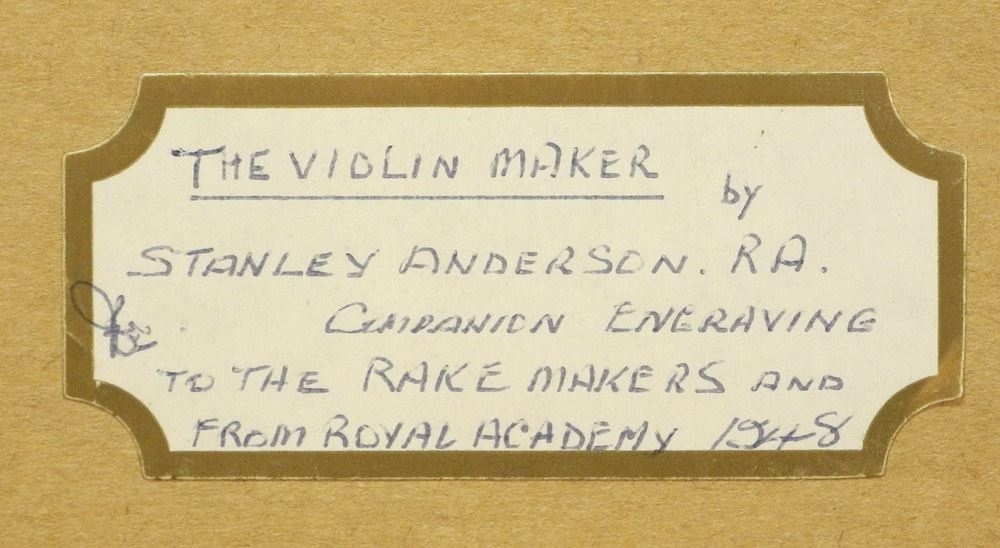 THE VIOLIN MAKER
by
STANLEY ANDERSON. RA.
COMPANION ENGRAVING
TO THE RAKE MAKERS AND
FROM ROYAL ACADEMY 1948